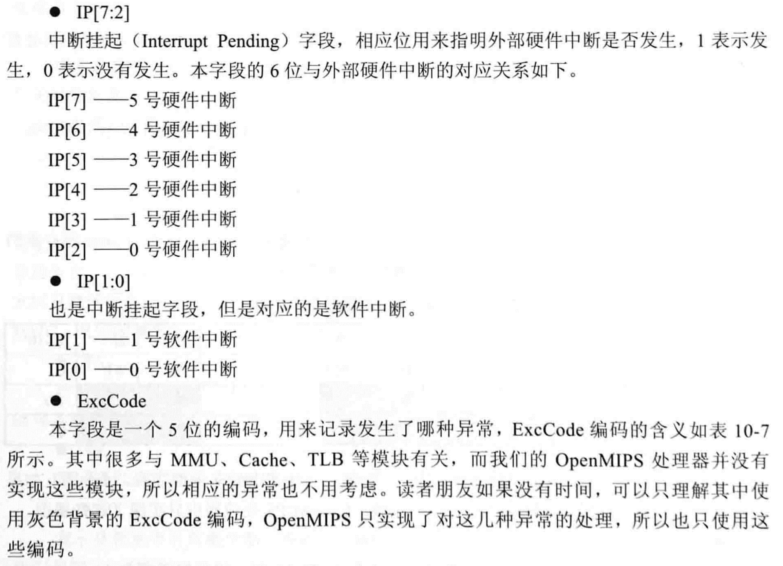 ● IP[7:2]
中断挂起（Interrupt Pending）字段，相应位用来指明外部硬件中断是否发生，1 表示发
生，0 表示没有发生。本字段的 6 位与外部硬件中断的对应关系如下。
IP[7] ——5 号硬件中断
IP[6] ——4 号硬件中断
IP[5] ——3 号硬件中断
IP[4] ——2 号硬件中断
IP[3] ——1 号硬件中断
IP[2] ——0 号硬件中断
● IP[1:0]
也是中断挂起字段，但是对应的是软件中断。
IP[1] ——1 号软件中断
IP[0] ——0 号软件中断
● ExcCode
本字段是一个 5 位的编码，用来记录发生了哪种异常，ExcCode 编码的含义如表 10-7
所示。其中很多与 MMU、Cache、TLB 等模块有关，而我们的 OpenMIPS 处理器并没有
实现这些模块，所以相应的异常也不用考虑。读者朋友如果没有时间，可以只理解其中使
用灰色背景的 ExcCode 编码，OpenMIPS 只实现了对这几种异常的处理，所以也只使用这
些编码。